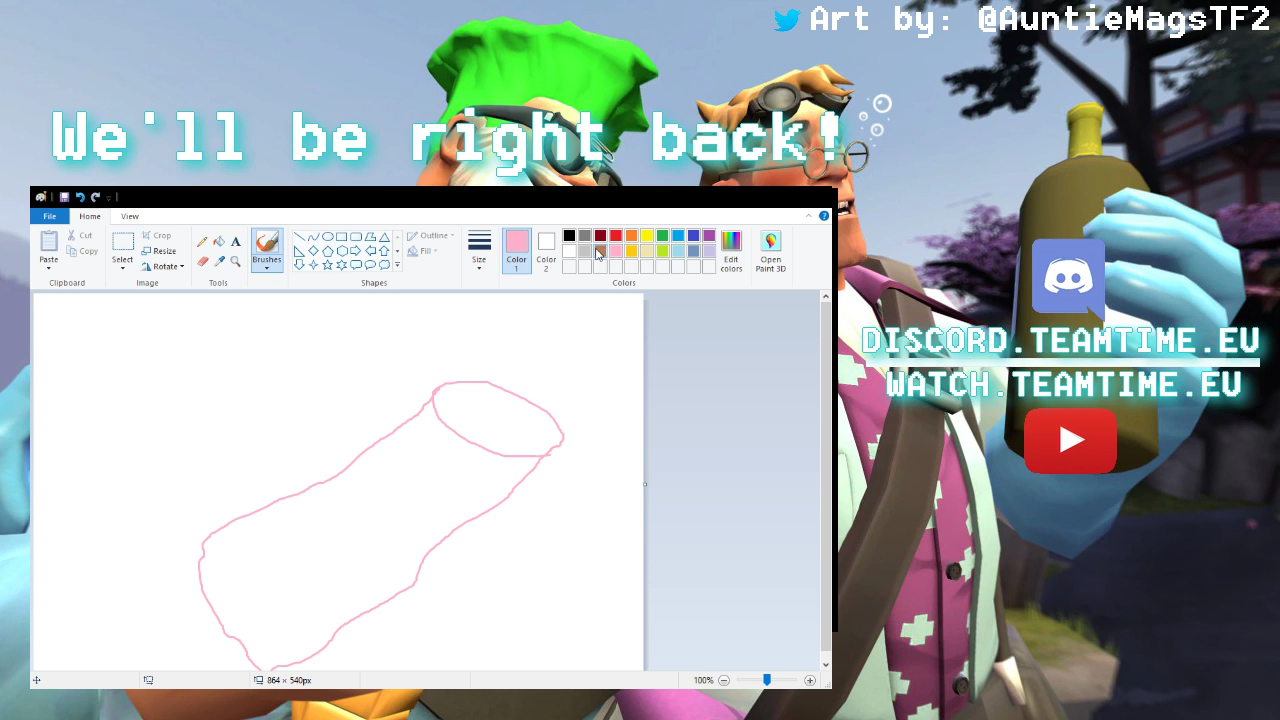 Art by: @AuntieMagsTF2
We'll be right back!
File Home View
Paste
Cut
Copy
Clipboard
Select
Crop
Resize
Rotate
Image
A
Tools
Brushes
Outline
Fill
Shapes
Size
Color 1
Color 2
Edit colors
Colors
Open Paint 3D
DISCORD.TEAMTIME.EU
WATCH.TEAMTIME.EU
864 × 540px
100%